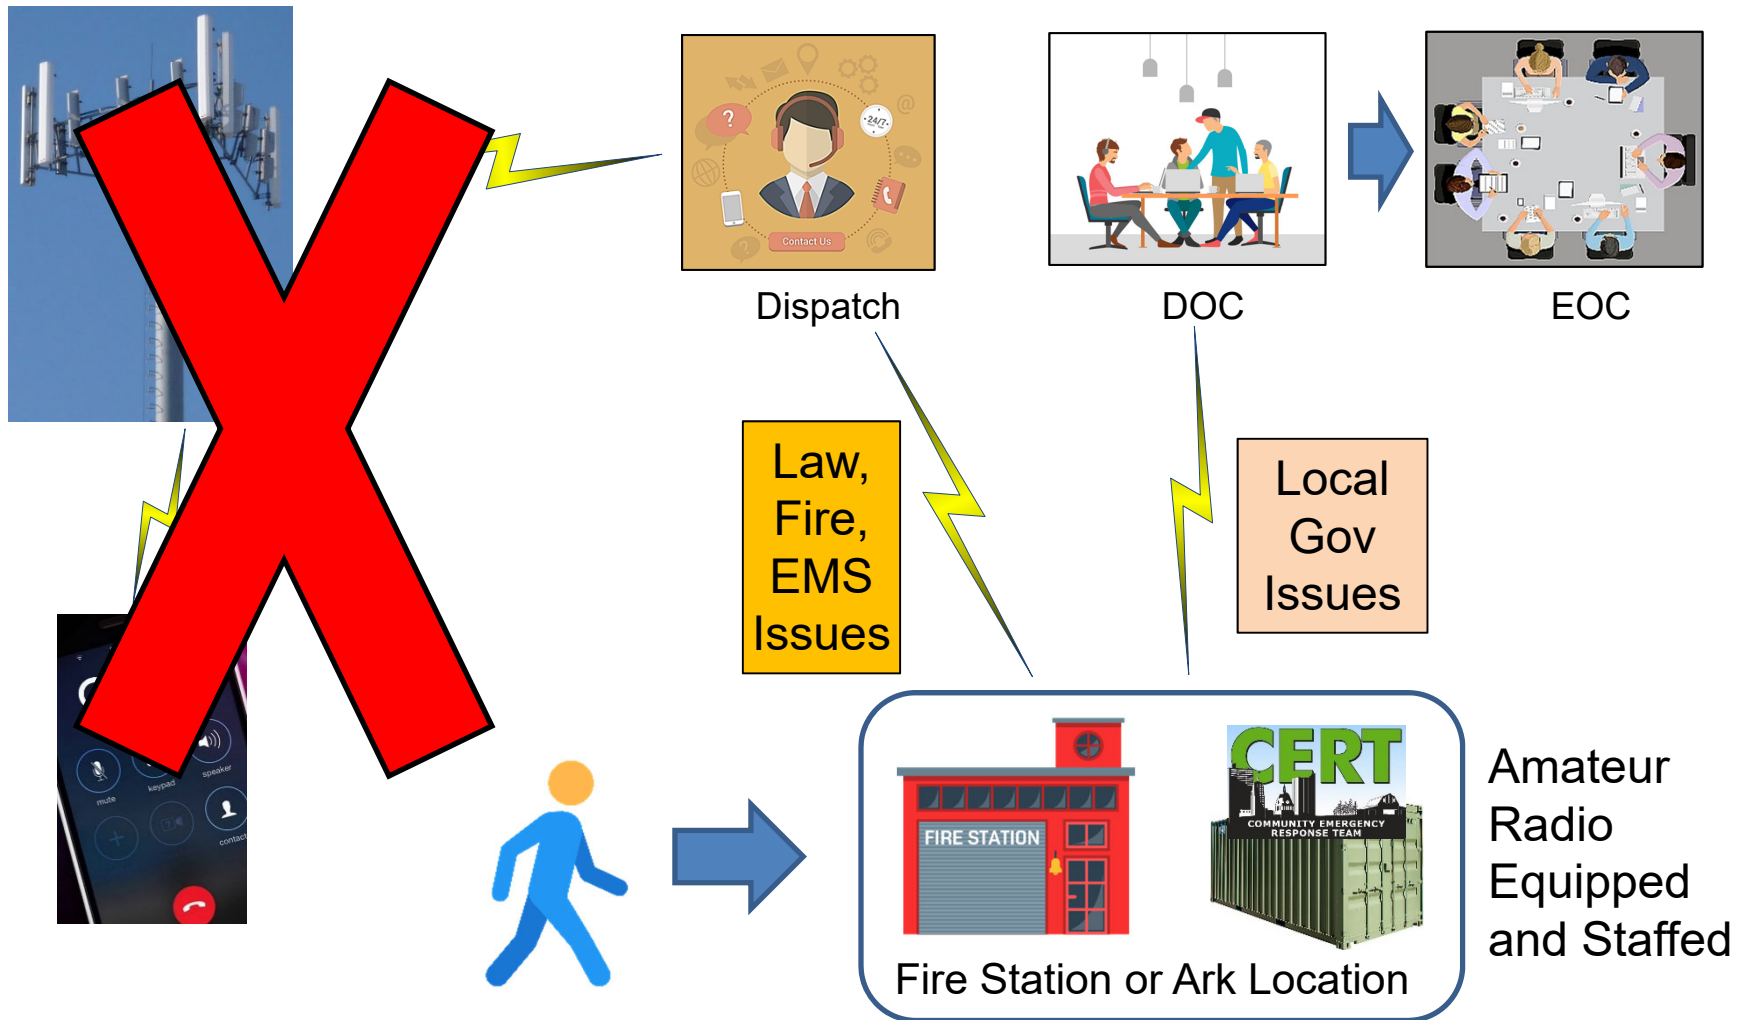 ?
24/7
@
Contact Us
?
Dispatch
DOC
EOC
Law,
Fire,
EMS
Issues
Local
Gov
Issues
mute
keypad
speaker
contact
FIRE STATION
CERT
COMMUNITY EMERGENCY
RESPONSE TEAM
Fire Station or Ark Location
Amateur
Radio
Equipped
and Staffed